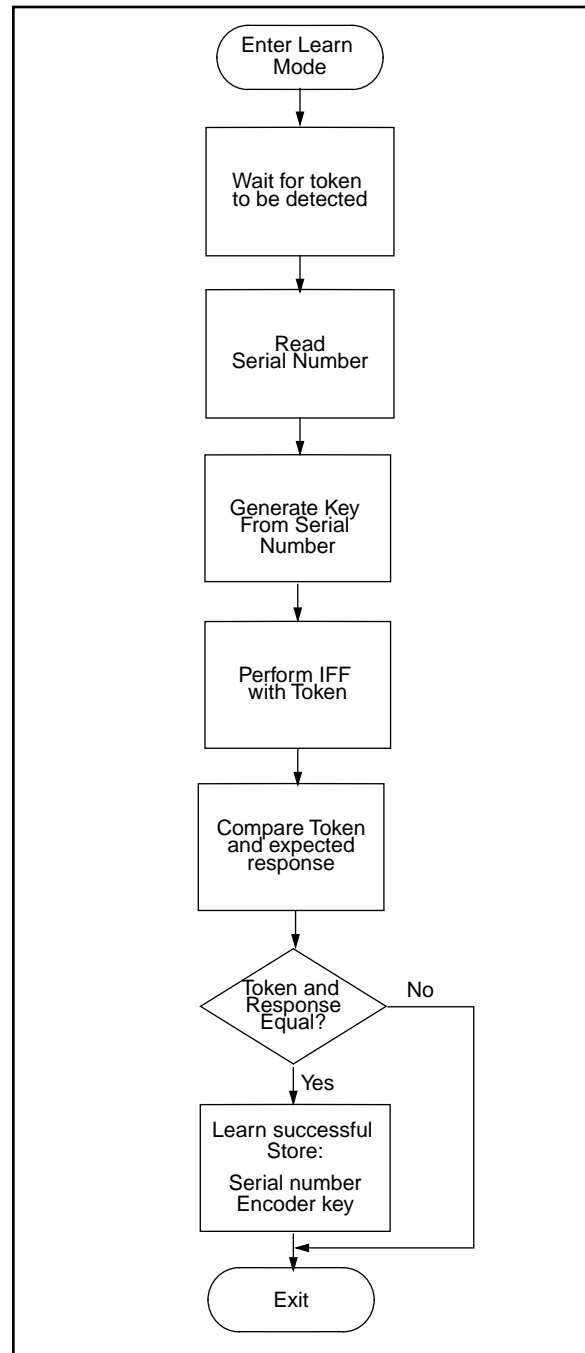 Enter Learn
Mode
Wait for token
to be detected
Read
Serial Number
Generate Key
From Serial
Number
Perform IFF
with Token
Compare Token
and expected
response
Token and
Response
Equal?
No
Yes
Learn successful
Store:
Serial number
Encoder key
Exit